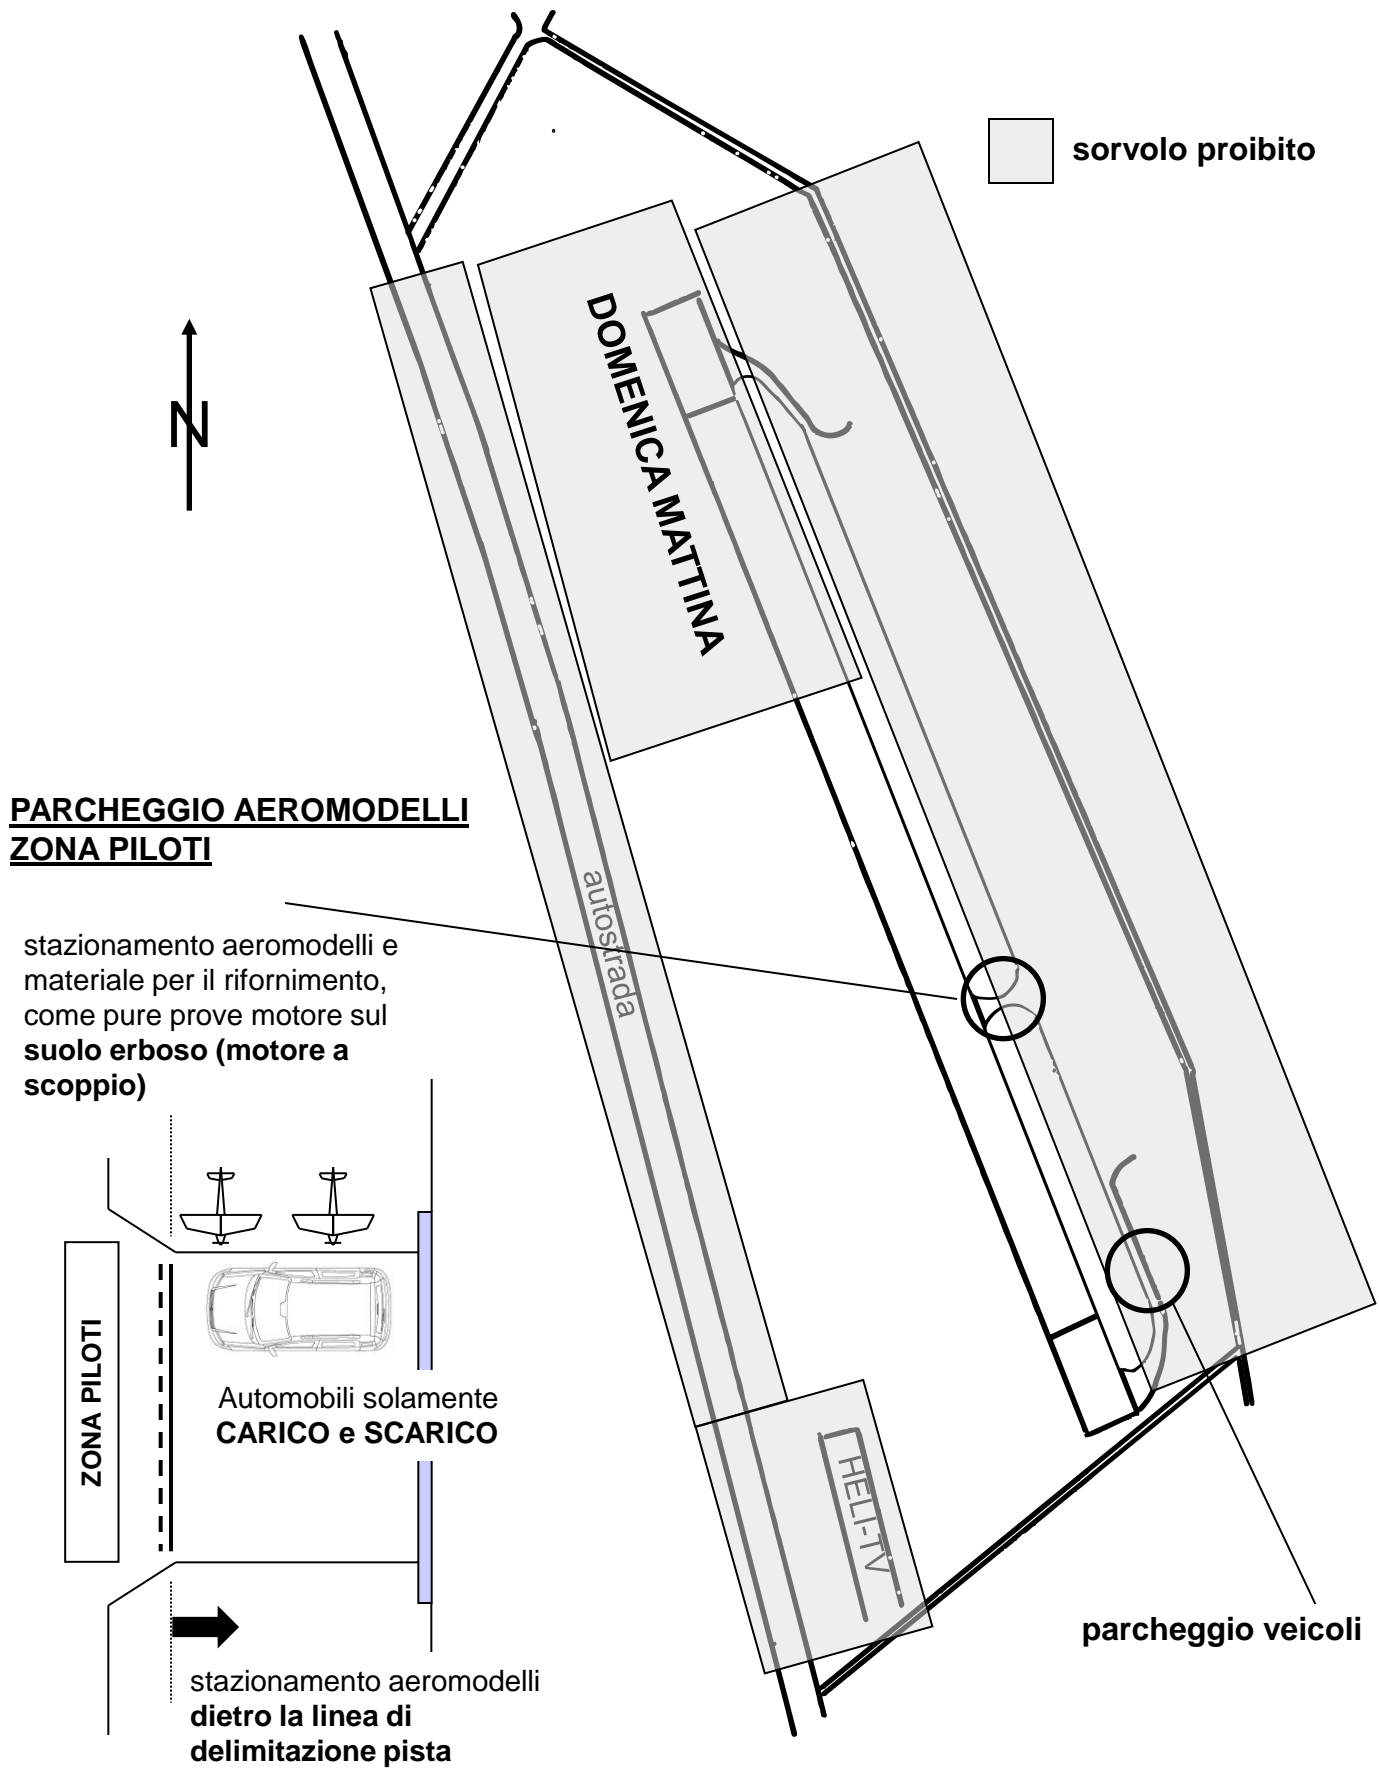 sorvolo proibito
DOMENICA MATTINA
N
PARCHEGGIO AEROMODELLI
ZONA PILOTI
autostrada
stazionamento aeromodelli e
materiale per il rifornimento,
come pure prove motore sul
suolo erboso (motore a
scoppio)
ZONA PILOTI
Automobili solamente
CARICO e SCARICO
HELI-TV
parcheggio veicoli
stazionamento aeromodelli
dietro la linea di
delimitazione pista